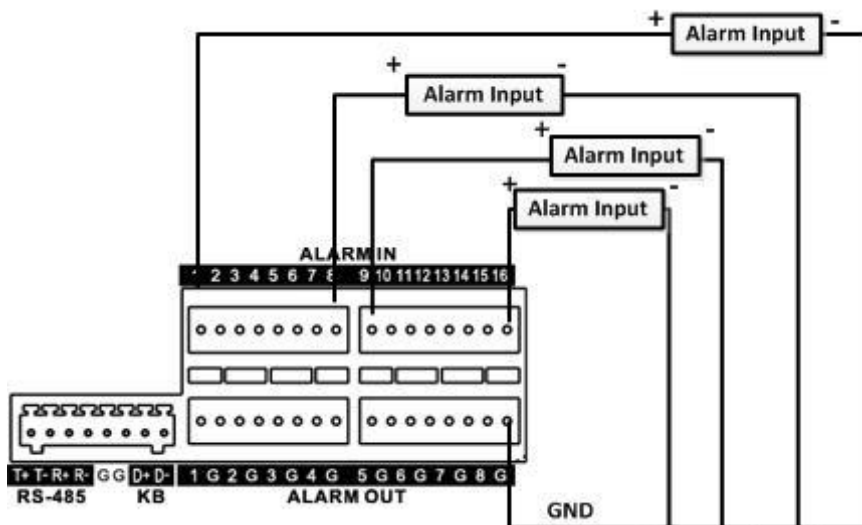 + Alarm Input -
+ Alarm Input -
+ Alarm Input -
+ Alarm Input -
ALARM IN
1 2 3 4 5 6 7 8 9 10 11 12 13 14 15 16
T+ T- R+ R- G G D+ D- 1 G 2 G 3 G 4 G 5 G 6 G 7 G 8 G
RS-485 KB ALARM OUT
GND